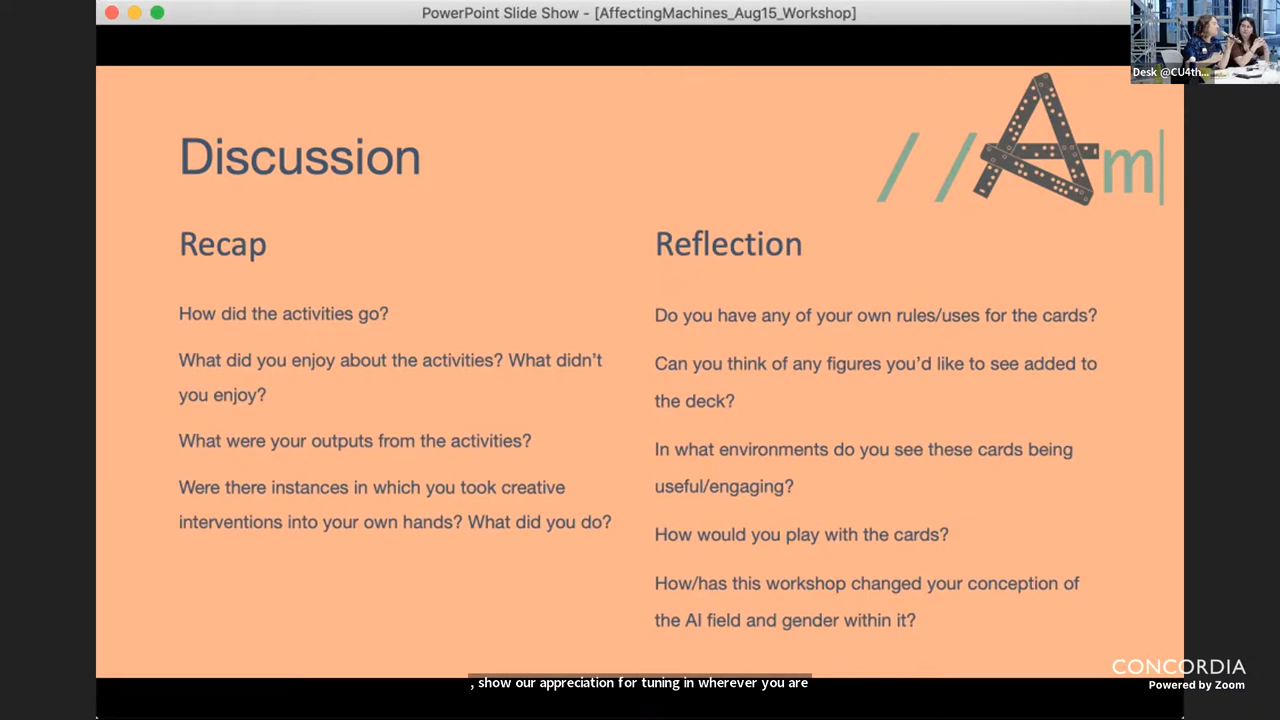 PowerPoint Slide Show - [AffectingMachines_Aug15_Workshop]
Desk @CU4th...
//Am|
Discussion
Recap
How did the activities go?
What did you enjoy about the activities? What didn't
you enjoy?
What were your outputs from the activities?
Were there instances in which you took creative
interventions into your own hands? What did you do?
Reflection
Do you have any of your own rules/uses for the cards?
Can you think of any figures you'd like to see added to
the deck?
In what environments do you see these cards being
useful/engaging?
How would you play with the cards?
How/has this workshop changed your conception of
the AI field and gender within it?
CONCORDIA
Powered by Zoom
, show our appreciation for tuning in wherever you are